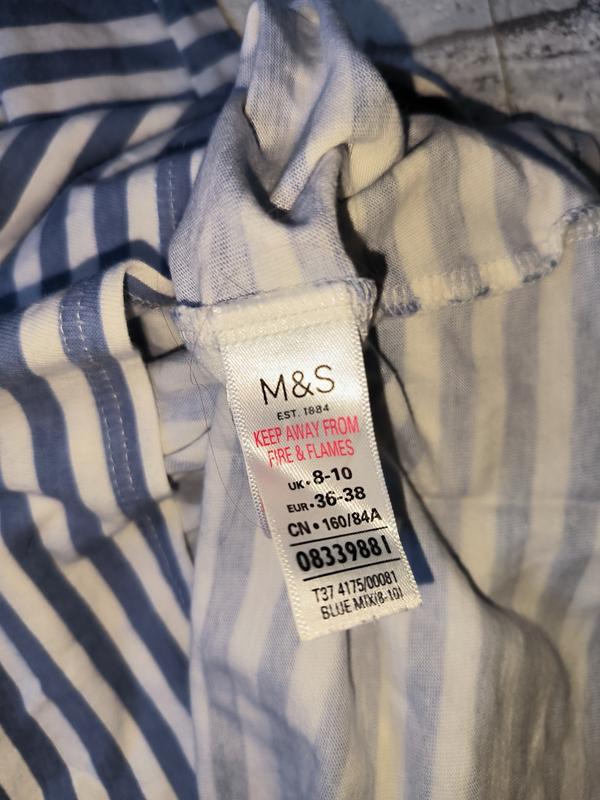 M&S
EST. 1884
KEEP AWAY FROM
FIRE & FLAMES
UK • 8-10
EUR • 36-38
CN • 160/84A
08339881
T37 4175/00081
BLUE MIX(8-10)